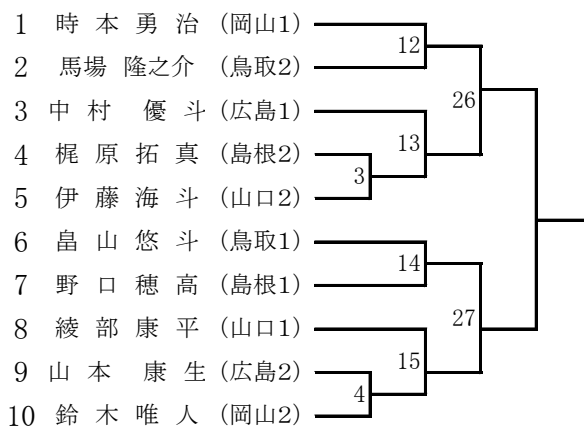 1 時本勇治 (岡山1)
2 馬場 隆之介 (鳥取2)
3 中村 優斗 (広島1)
4 梶原拓真 (島根2)
5 伊藤海斗 (山口2)
6 畠山悠斗 (鳥取1)
7 野口穂高 (島根1)
8 綾部康平 (山口1)
9 山本 康生 (広島2)
10 鈴木唯人 (岡山2)
12
13
3
26
14
15
4
27